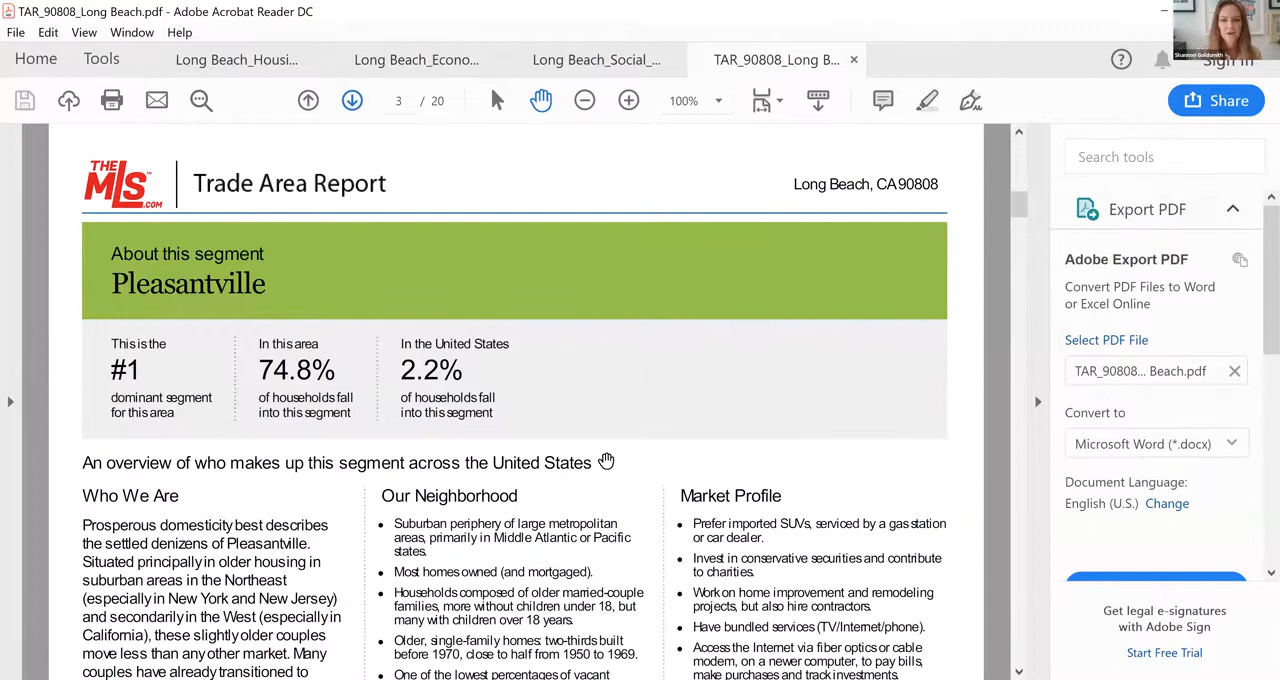 TAR_90808_Long Beach.pdf - Adobe Acrobat Reader DC
File Edit View Window Help
Home Tools Long Beach_Housi... Long Beach_Econo... Long Beach_Social_... TAR_90808_Long B... Sign In
Shannon Goldsmith
3 / 20 100% Share
THE MLS™ .COM
Trade Area Report
Long Beach, CA 90808
About this segment
Pleasantville
This is the
#1
dominant segment
for this area
In this area
74.8%
of households fall
into this segment
In the United States
2.2%
of households fall
into this segment
An overview of who makes up this segment across the United States
Who We Are
Prosperous domesticity best describes
the settled denizens of Pleasantville.
Situated principally in older housing in
suburban areas in the Northeast
(especially in New York and New Jersey)
and secondarily in the West (especially in
California), these slightly older couples
move less than any other market. Many
couples have already transitioned to
Our Neighborhood
• Suburban periphery of large metropolitan
areas, primarily in Middle Atlantic or Pacific
states.
• Most homes owned (and mortgaged).
• Households composed of older married-couple
families, more without children under 18, but
many with children over 18 years.
• Older, single-family homes: two-thirds built
before 1970, close to half from 1950 to 1969.
• One of the lowest percentages of vacant
Market Profile
• Prefer imported SUVs, serviced by a gas station
or car dealer.
• Invest in conservative securities and contribute
to charities.
• Work on home improvement and remodeling
projects, but also hire contractors.
• Have bundled services (TV/Internet/phone).
• Access the Internet via fiber optics or cable
modem, on a newer computer, to pay bills,
make purchases and track investments.
Search tools
Export PDF
Adobe Export PDF
Convert PDF Files to Word
or Excel Online
Select PDF File
TAR_90808... Beach.pdf
Convert to
Microsoft Word (*.docx)
Document Language:
English (U.S.) Change
Get legal e-signatures
with Adobe Sign
Start Free Trial